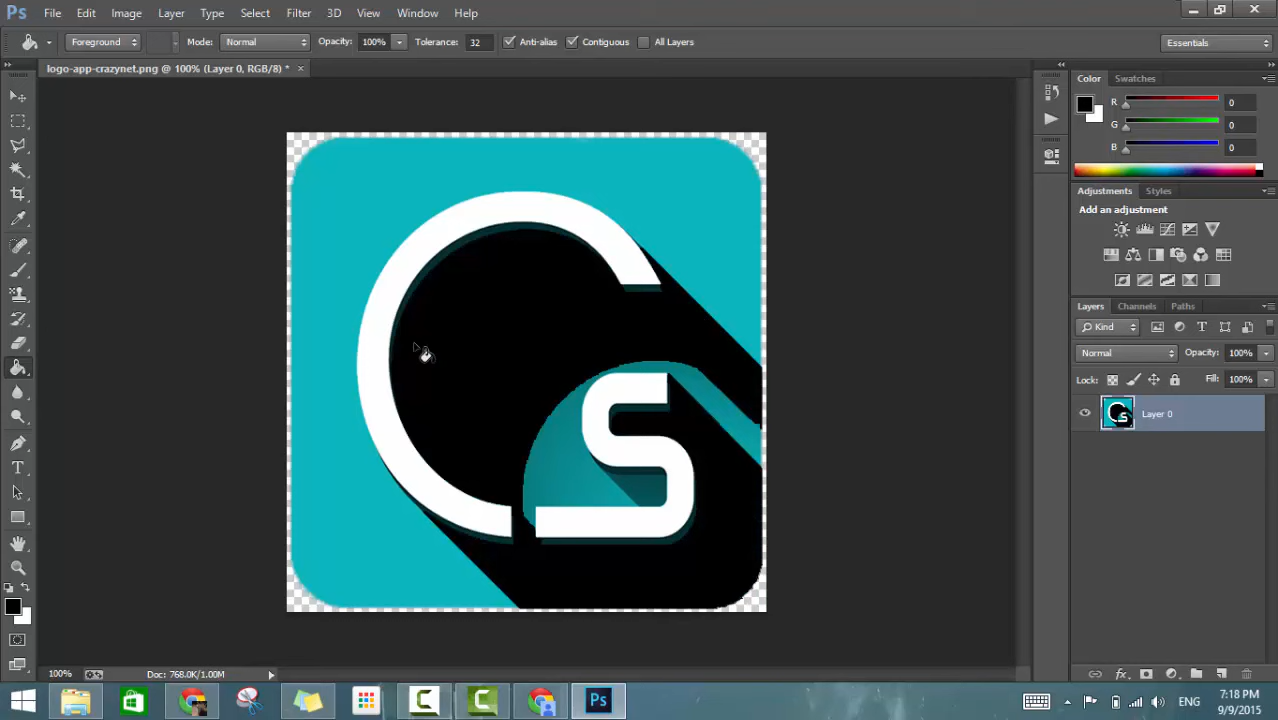 Ps File Edit Image Layer Type Select Filter 3D View Window Help
Foreground Mode: Normal Opacity: 100% Tolerance: 32 Anti-alias Contiguous All Layers Essentials
logo-app-crazynet.png @ 100% (Layer 0, RGB/8) * ×
Color Swatches
R 0
G 0
B 0
Adjustments Styles
Add an adjustment
Layers Channels Paths
Kind
Normal Opacity: 100%
Lock: Fill: 100%
Layer 0
fx
CS
100% Doc: 768.0K/1.00M
Ps
ENG
7:18 PM
9/9/2015